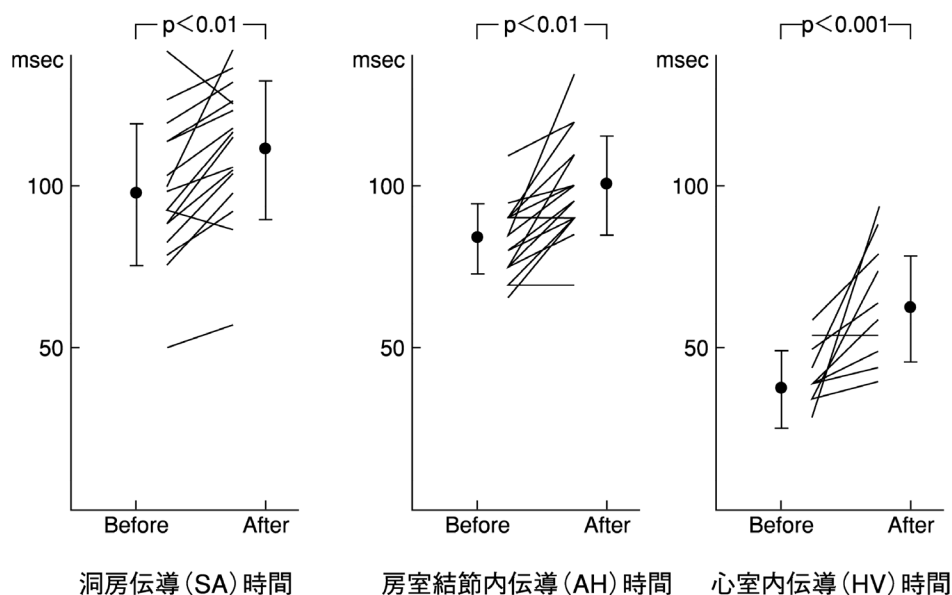 p<0.01
msec
100
50
Before After
洞房伝導(SA)時間
p<0.01
msec
100
50
Before After
房室結節内伝導(AH)時間
p<0.001
msec
100
50
Before After
心室内伝導(HV)時間